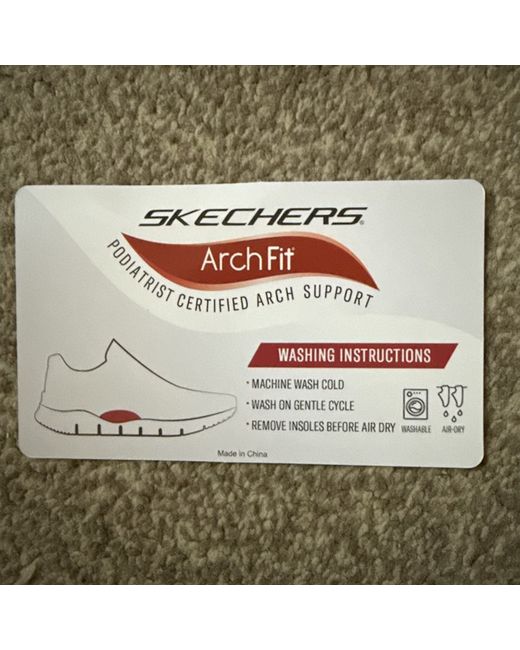 SKECHERS®
Arch Fit®
PODIATRIST CERTIFIED ARCH SUPPORT
WASHING INSTRUCTIONS
• MACHINE WASH COLD
• WASH ON GENTLE CYCLE
• REMOVE INSOLES BEFORE AIR DRY
WASHABLE
AIR-DRY
Made in China